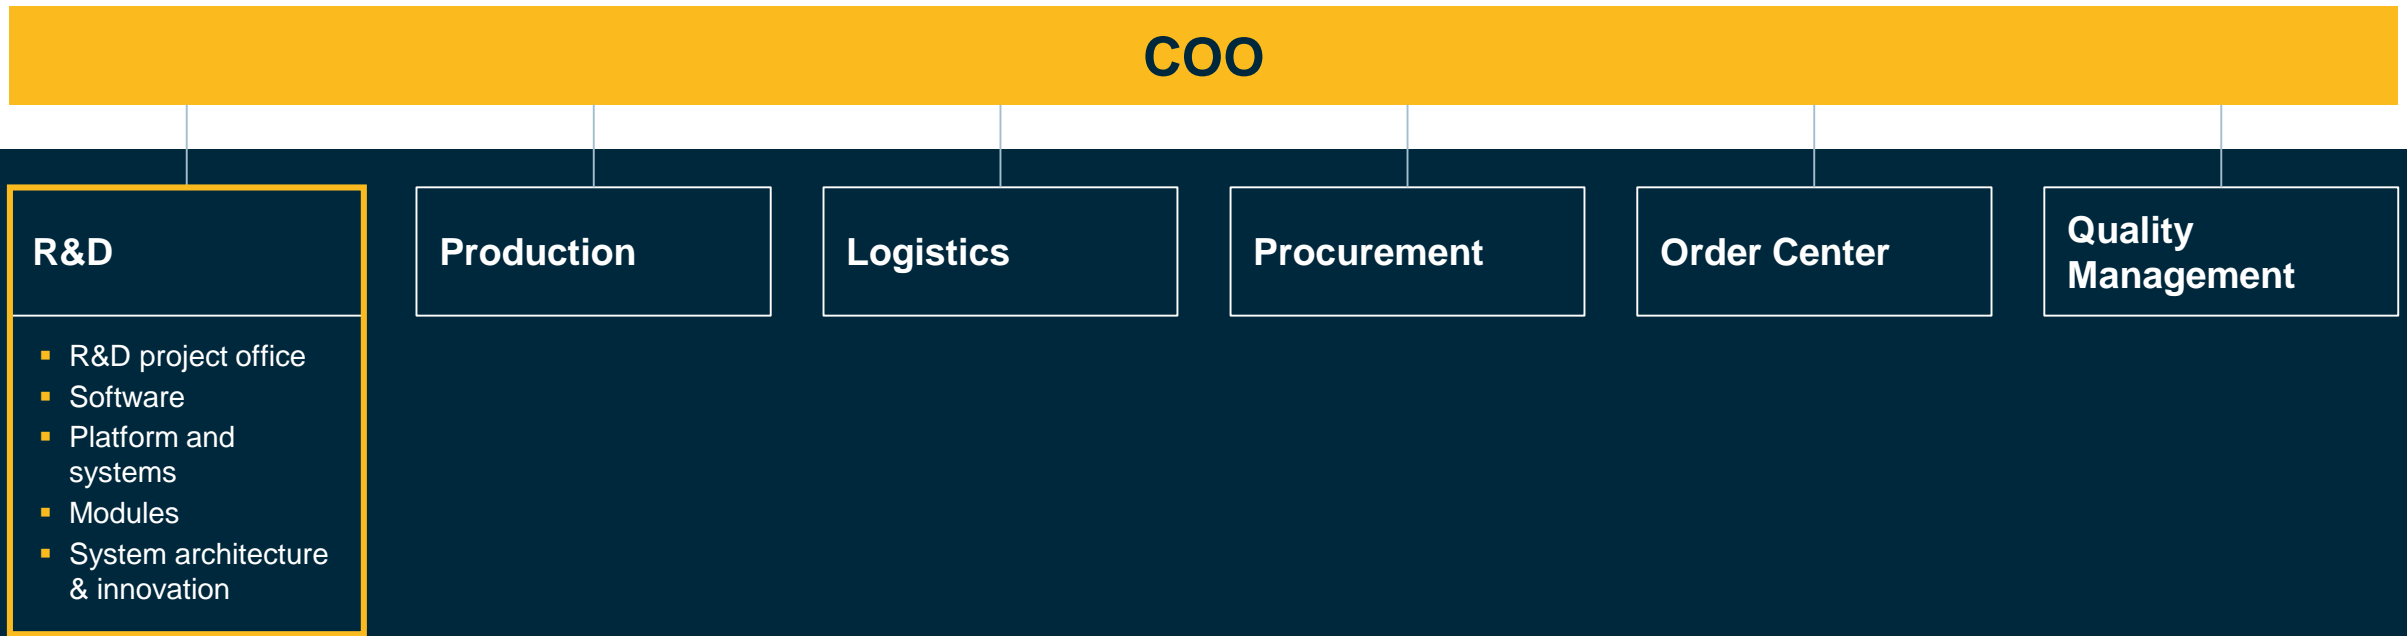 COO
R&D
Production
Logistics
Procurement
Order Center
Quality
Management
R&D project office
Software
Platform and
systems
Modules
System architecture
& innovation